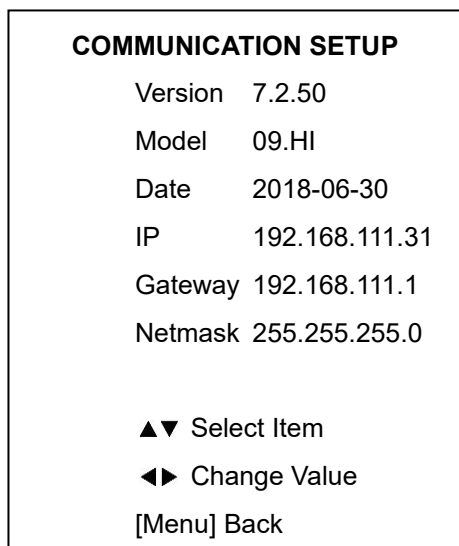 COMMUNICATION SETUP
Version 7.2.50
Model 09.HI
Date 2018-06-30
IP 192.168.111.31
Gateway 192.168.111.1
Netmask 255.255.255.0
▲▼ Select Item
◀▶ Change Value
[Menu] Back